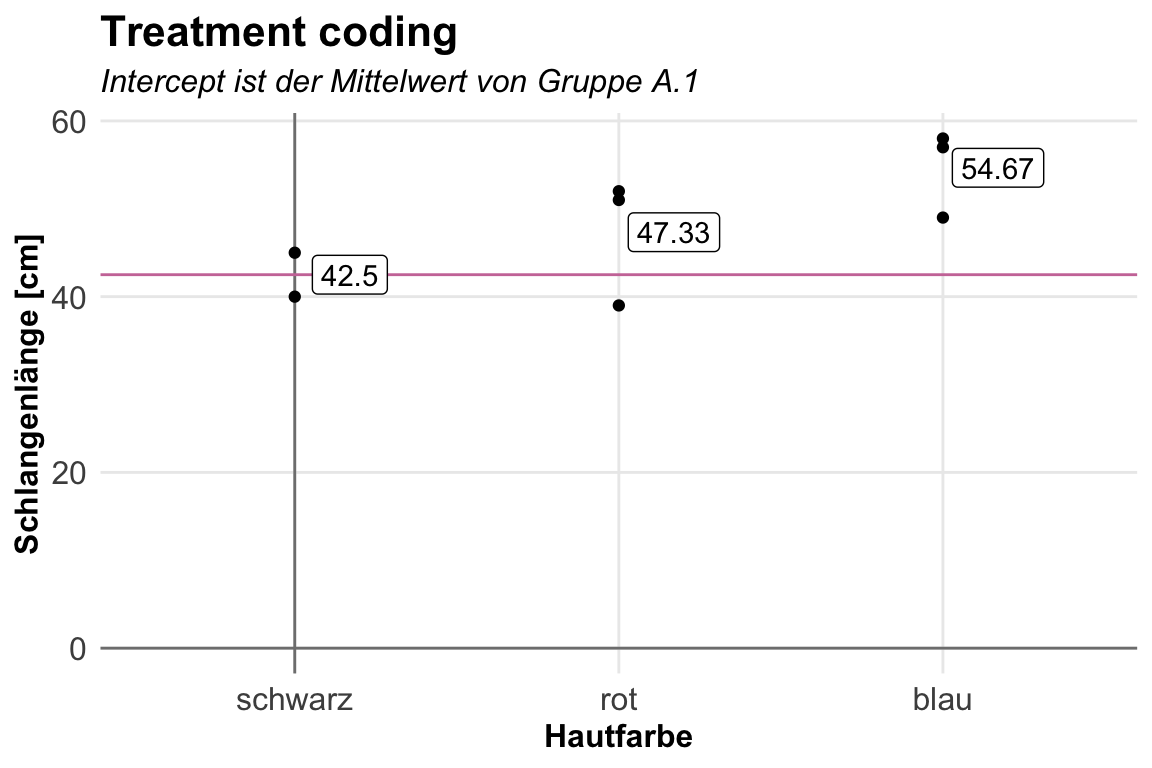 Treatment coding
Intercept ist der Mittelwert von Gruppe A.1
60
54.67
47.33
42.5
40
20
0
Schlangenlänge [cm]
schwarz rot blau
Hautfarbe